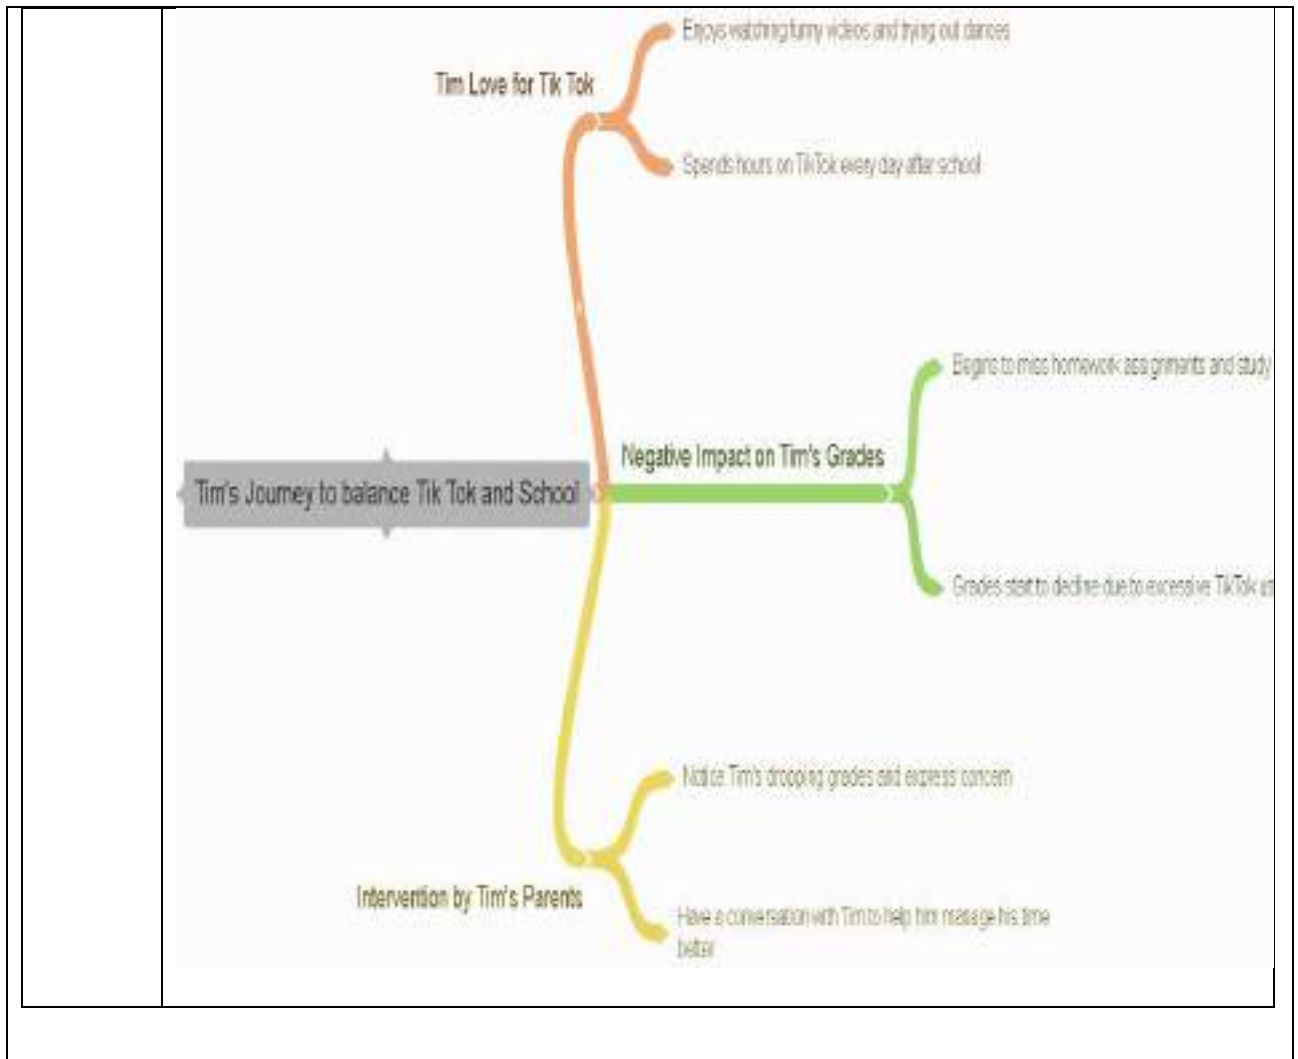 Enjoys watching funny videos and trying out dances
Tim Love for Tik Tok
Spends hours on TikTok every day after school
Begins to miss homework assignments and study
Negative Impact on Tim's Grades
Tim's Journey to balance Tik Tok and School
Grades start to decline due to excessive TikTok us
Notice Tim's dropping grades and express concern
Intervention by Tim's Parents
Have a conversation with Tim to help him manage his time
better